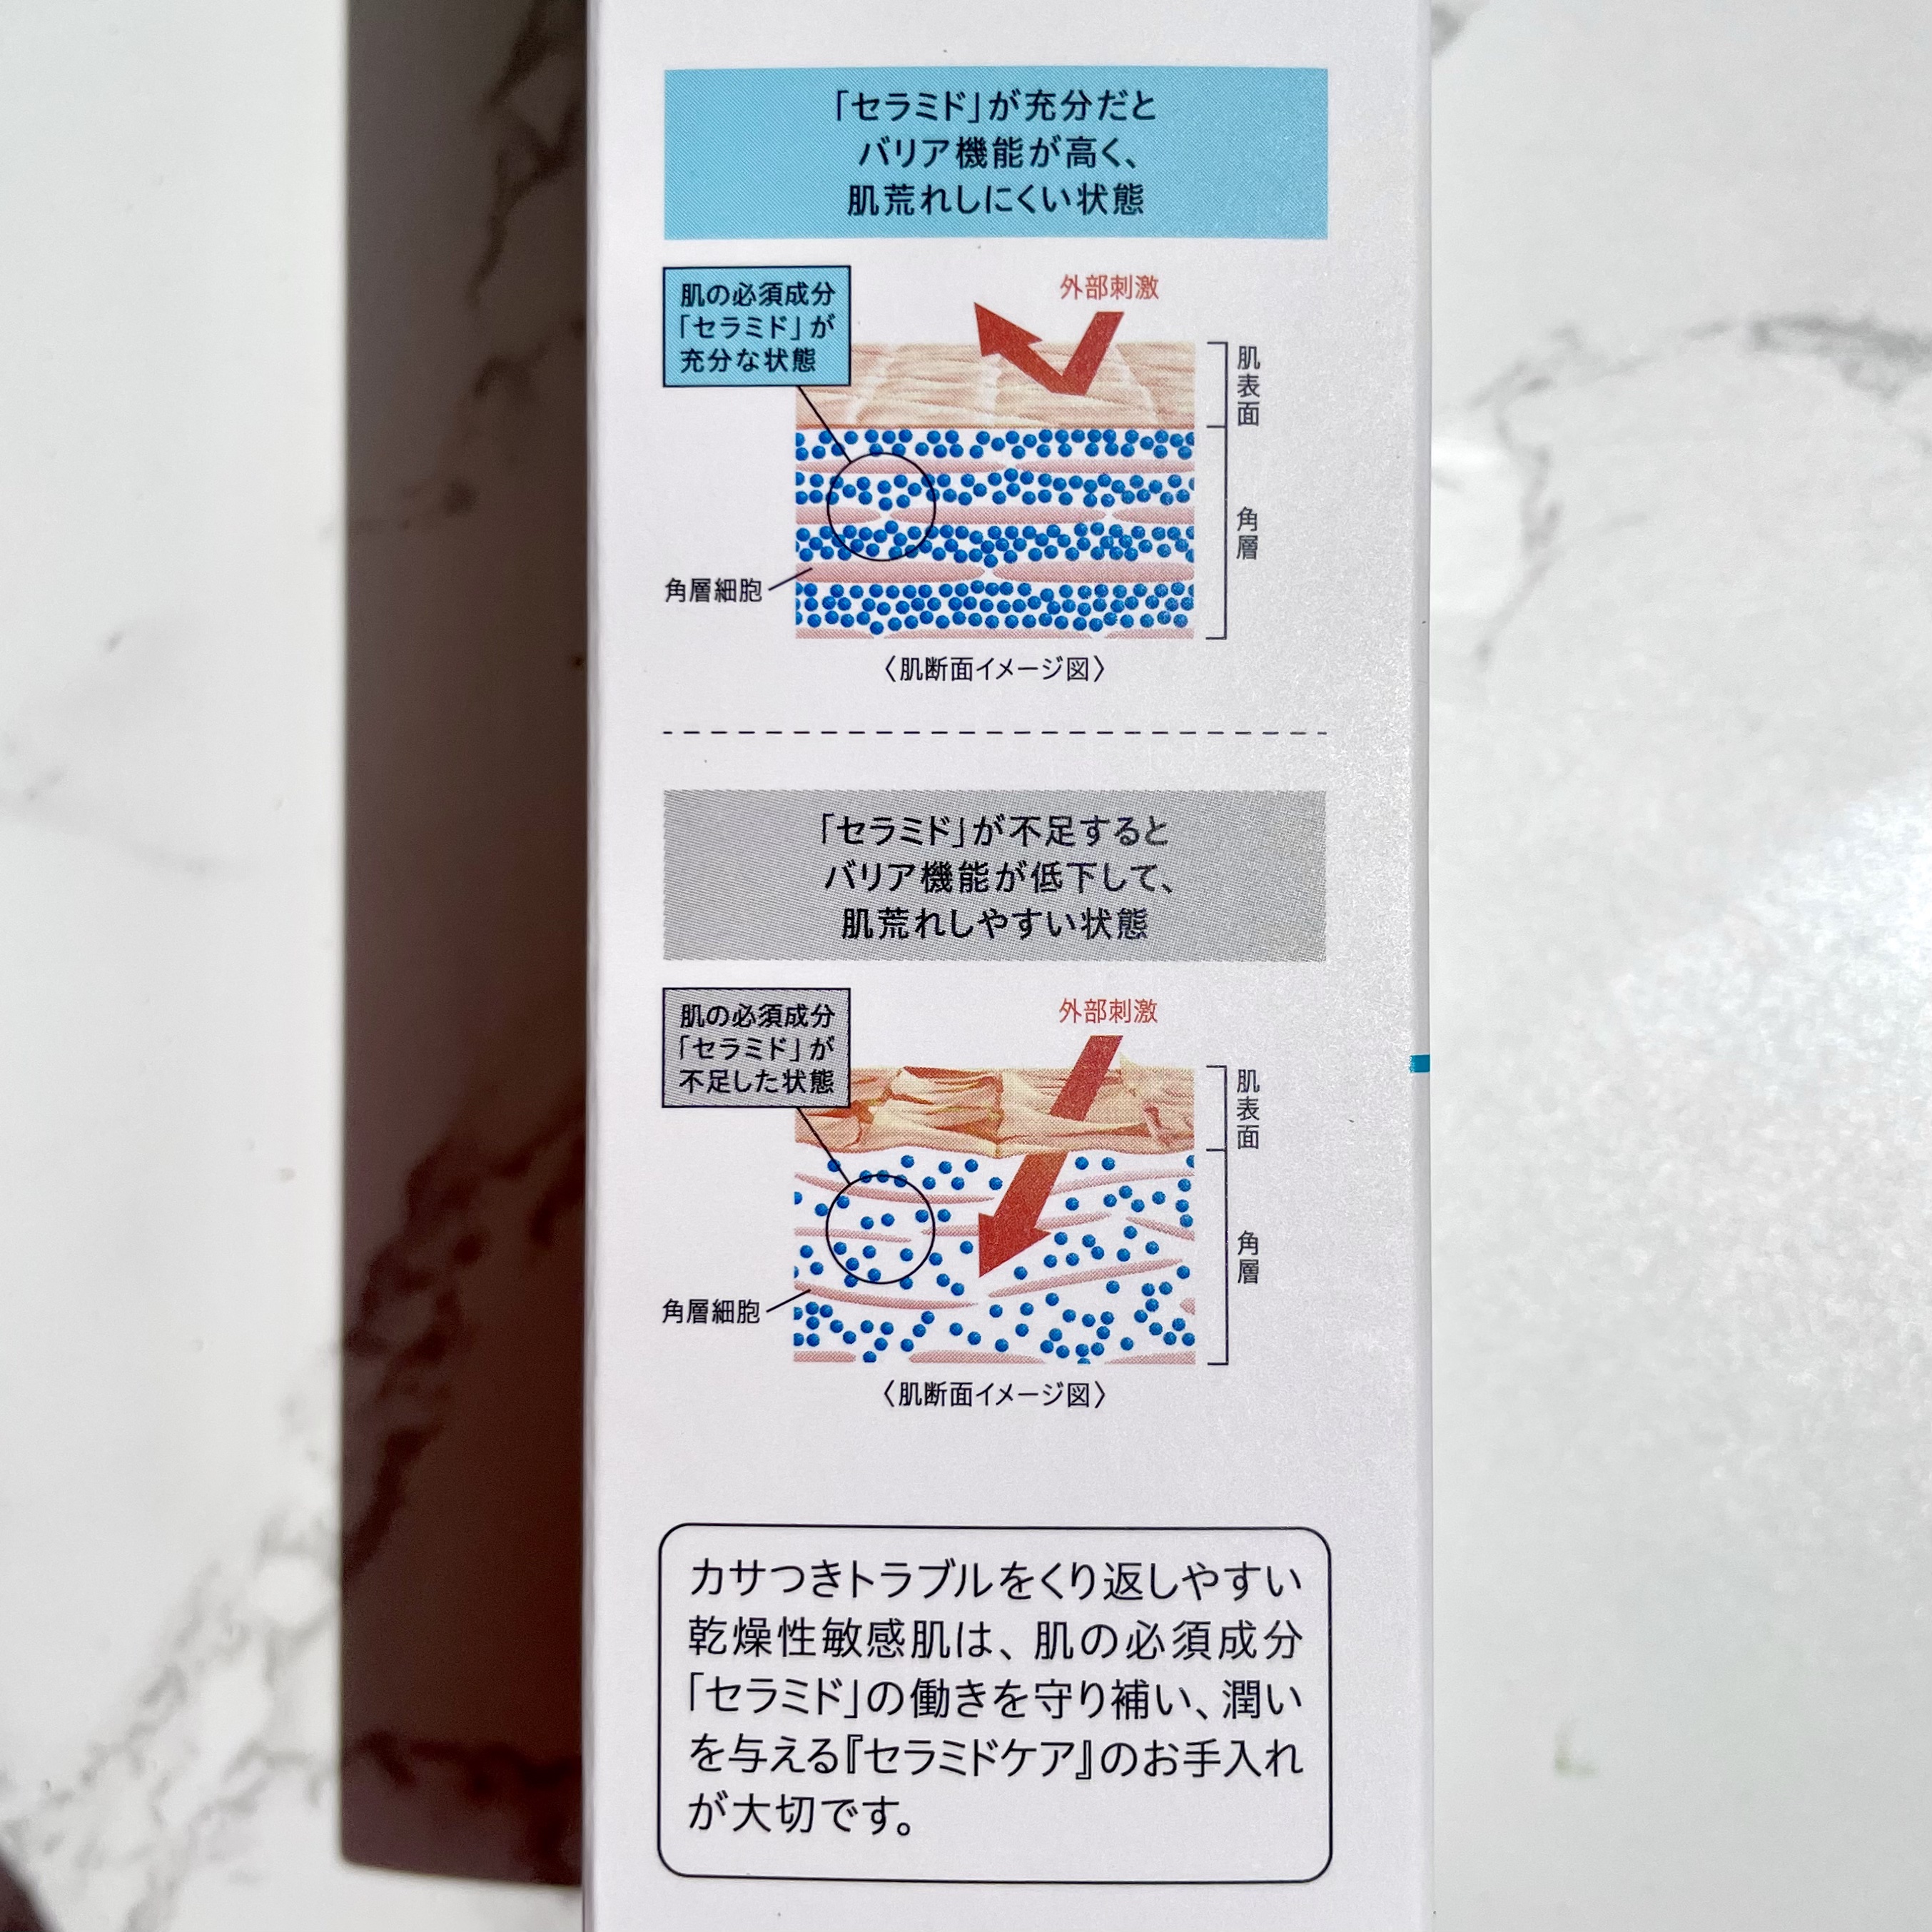 「セラミド」が充分だと
バリア機能が高く、
肌荒れしにくい状態
肌の必須成分
「セラミド」が
充分な状態
外部刺激
肌表面
角層
角層細胞
〈肌断面イメージ図〉
「セラミド」が不足すると
バリア機能が低下して、
肌荒れしやすい状態
肌の必須成分
「セラミド」が
不足した状態
外部刺激
肌表面
角層
角層細胞
〈肌断面イメージ図〉
カサつきトラブルをくり返しやすい
乾燥性敏感肌は、肌の必須成分
「セラミド」の働きを守り補い、潤い
を与える『セラミドケア』のお手入れ
が大切です。